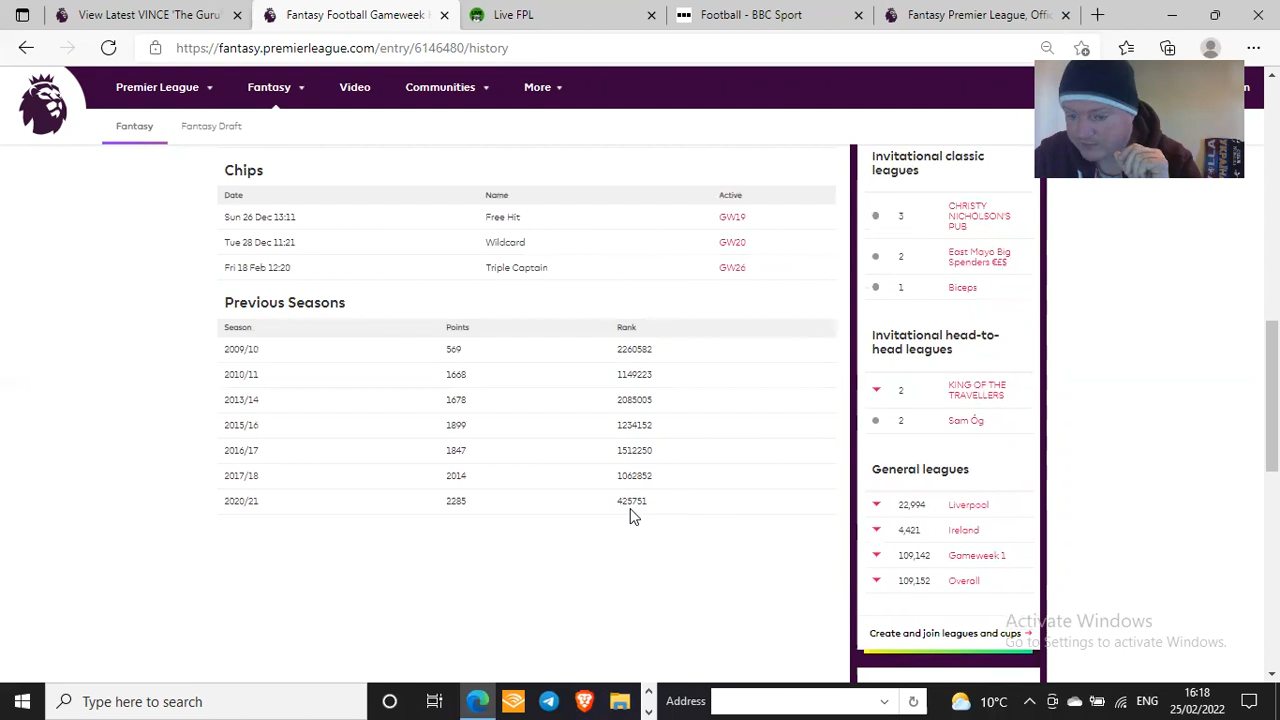 View Latest VINCE 'The Guru
Fantasy Football Gameweek H
Live FPL
Football - BBC Sport
Fantasy Premier League, Offici
https://fantasy.premierleague.com/entry/6146480/history
Premier League
Fantasy
Video
Communities
More
Fantasy
Fantasy Draft
Chips
Date Name Active
Sun 26 Dec 13:11 Free Hit GW19
Tue 28 Dec 11:21 Wildcard GW20
Fri 18 Feb 12:20 Triple Captain GW26
Previous Seasons
Season Points Rank
2009/10 569 2260582
2010/11 1668 1149223
2013/14 1678 2085005
2015/16 1899 1234152
2016/17 1847 1512250
2017/18 2014 1062852
2020/21 2285 425751
Invitational classic
leagues
3 CHRISTY
NICHOLSON'S
PUB
2 East Mayo Big
Spenders €££
1 Biceps
Invitational head-to-
head leagues
2 KING OF THE
TRAVELLERS
2 Sam Óg
General leagues
22,994 Liverpool
4,421 Ireland
109,142 Gameweek 1
109,152 Overall
Create and join leagues and cups
Activate Windows
Go to Settings to activate Windows.
Type here to search
Address
10°C
ENG
16:18
25/02/2022